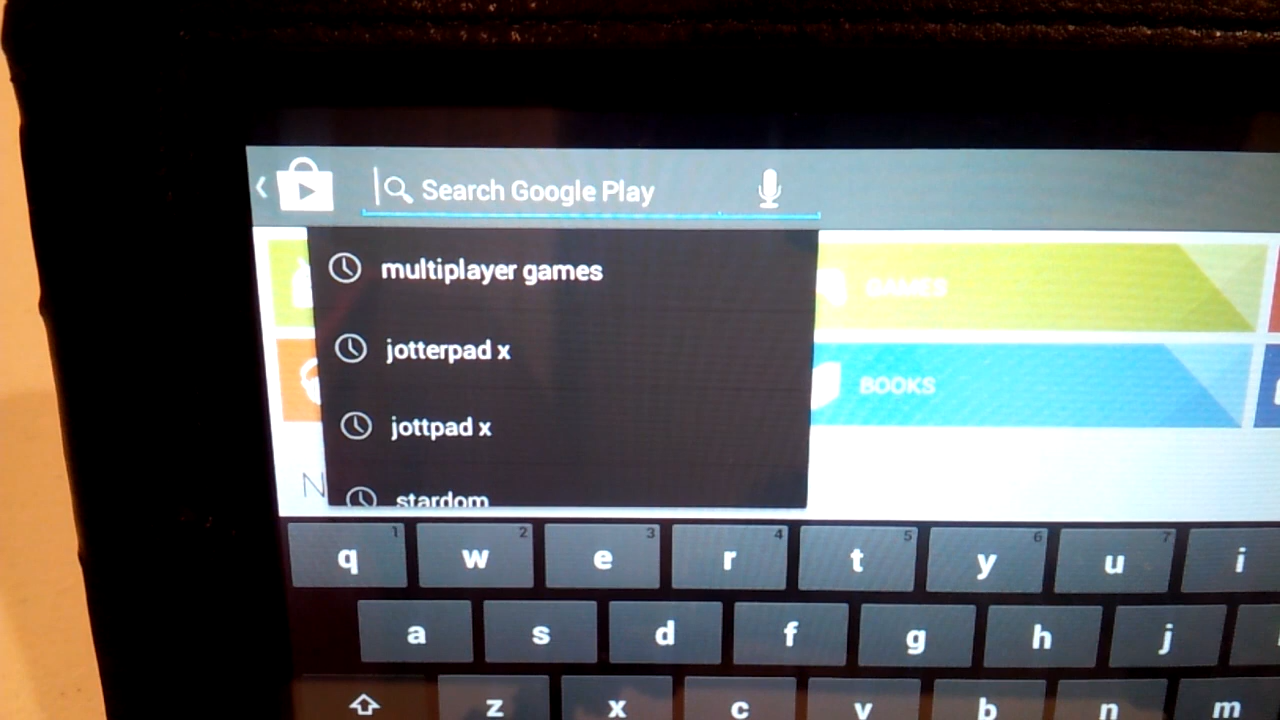 Search Google Play
multiplayer games
GAMES
jotterpad x
BOOKS
jottpad x
N
stardom
1 2 3 4 5 6 7
q w e r t y u i
a s d f g h j
z x c v b n m